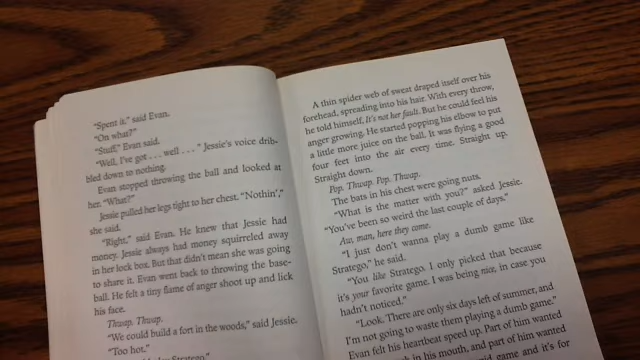 "Spent it," said Evan.
"On what?"
"Stuff," Evan said.
"Well, I've got . . . well . . . " Jessie's voice drib-
bled down to nothing.
Evan stopped throwing the ball and looked at
her. "What?"
Jessie pulled her legs tight to her chest. "Nothin',"
she said.
"Right," said Evan. He knew that Jessie had
money. Jessie always had money squirreled away
in her lock box. But that didn't mean she was going
to share it. Evan went back to throwing the base-
ball. He felt a tiny flame of anger shoot up and lick
his face.
Thwap. Thwap.
"We could build a fort in the woods," said Jessie.
"Too hot."
Stratego."
A thin spider web of sweat draped itself over his
forehead, spreading into his hair. With every throw,
he told himself, It's not her fault. But he could feel his
anger growing. He started popping his elbow to put
a little more juice on the ball. It was flying a good
four feet into the air every time. Straight up.
Straight down.
Pop. Thwap. Pop. Thwap.
The bats in his chest were going nuts.
"What is the matter with you?" asked Jessie.
"You've been so weird the last couple of days."
Aw, man, here they come.
"I just don't wanna play a dumb game like
Stratego," he said.
"You like Stratego. I only picked that because
it's your favorite game. I was being nice, in case you
hadn't noticed."
"Look. There are only six days left of summer, and
I'm not going to waste them playing a dumb game."
Evan felt his heartbeat speed up. Part of him wanted
in his mouth, and part of him wanted
game and it's for